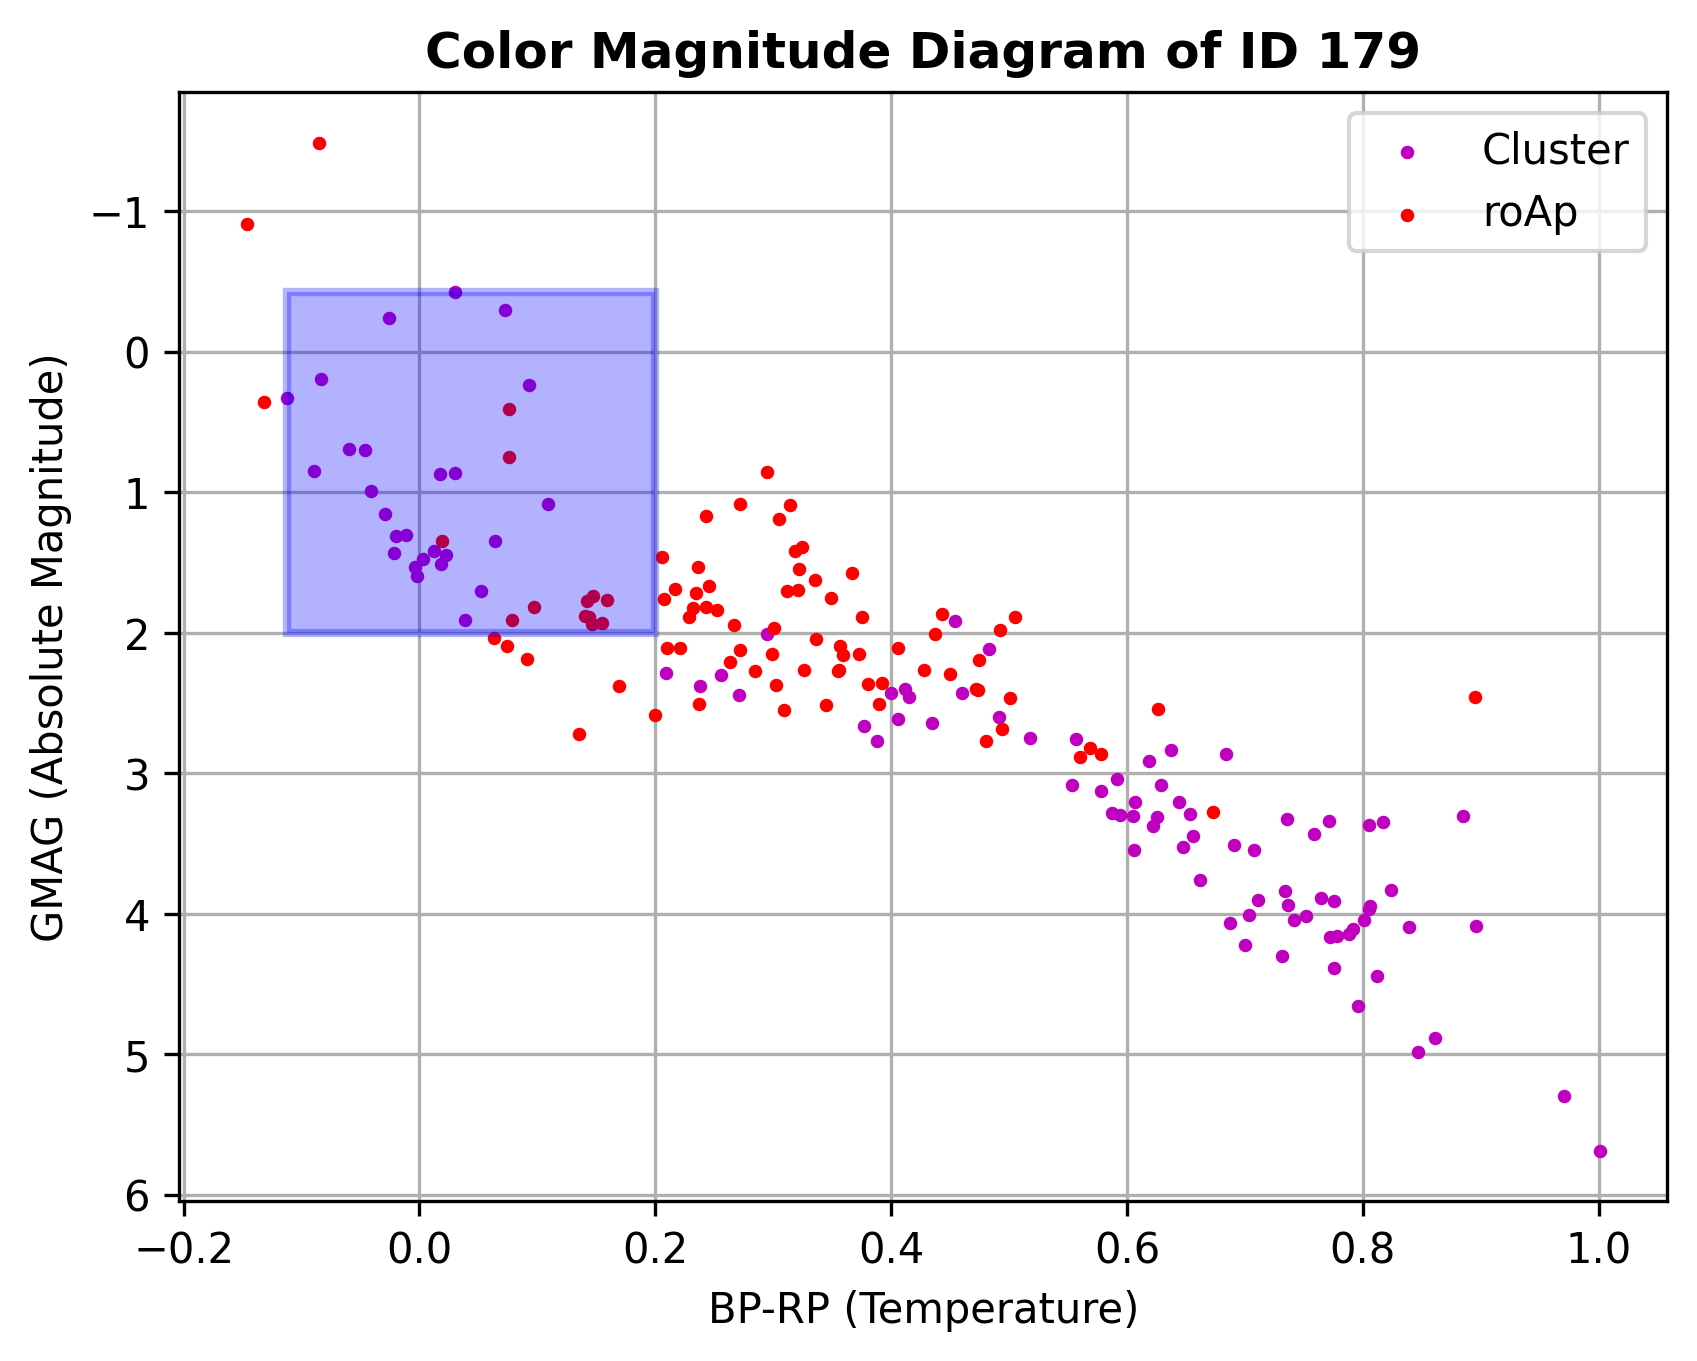 Color Magnitude Diagram of ID 179
Cluster
roAp
GMAG (Absolute Magnitude)
−1
0
1
2
3
4
5
6
−0.2 0.0 0.2 0.4 0.6 0.8 1.0
BP-RP (Temperature)